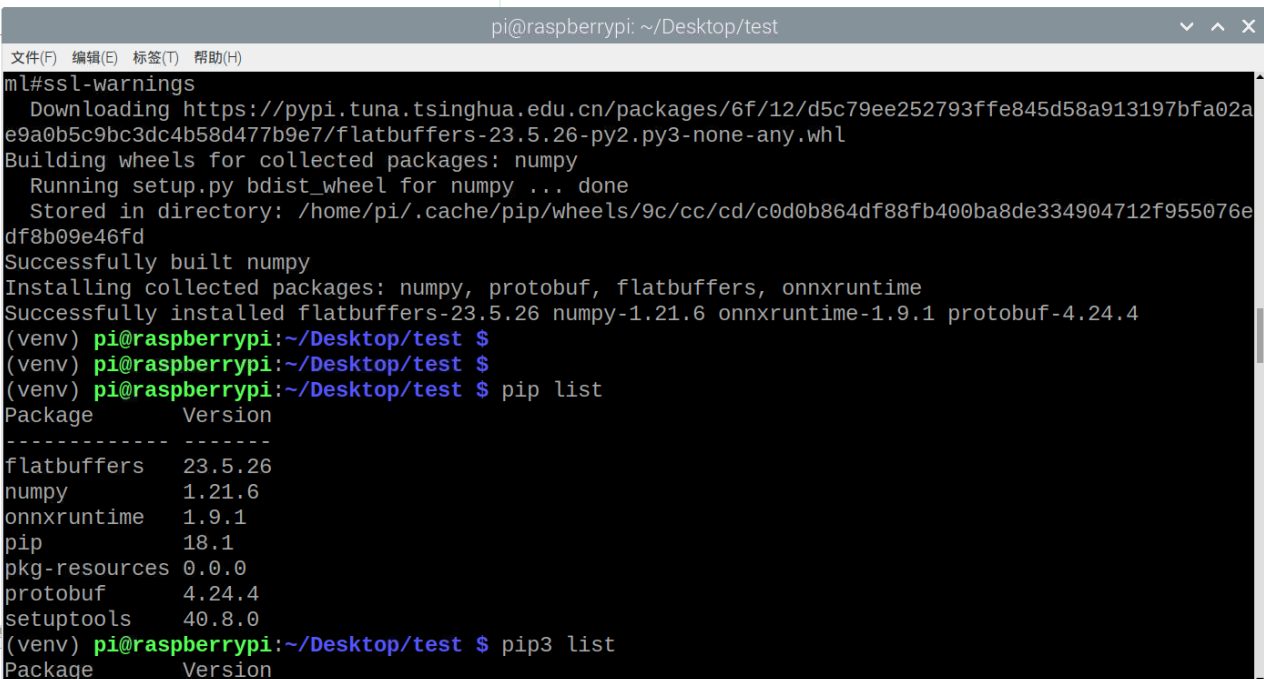 pi@raspberrypi: ~/Desktop/test
文件(F) 编辑(E) 标签(T) 帮助(H)
ml#ssl-warnings
  Downloading https://pypi.tuna.tsinghua.edu.cn/packages/6f/12/d5c79ee252793ffe845d58a913197bfa02a
e9a0b5c9bc3dc4b58d477b9e7/flatbuffers-23.5.26-py2.py3-none-any.whl
Building wheels for collected packages: numpy
  Running setup.py bdist_wheel for numpy ... done
  Stored in directory: /home/pi/.cache/pip/wheels/9c/cc/cd/c0d0b864df88fb400ba8de334904712f955076e
df8b09e46fd
Successfully built numpy
Installing collected packages: numpy, protobuf, flatbuffers, onnxruntime
Successfully installed flatbuffers-23.5.26 numpy-1.21.6 onnxruntime-1.9.1 protobuf-4.24.4
(venv) pi@raspberrypi:~/Desktop/test $
(venv) pi@raspberrypi:~/Desktop/test $
(venv) pi@raspberrypi:~/Desktop/test $ pip list
Package       Version
------------- -------
flatbuffers   23.5.26
numpy         1.21.6
onnxruntime   1.9.1
pip           18.1
pkg-resources 0.0.0
protobuf      4.24.4
setuptools    40.8.0
(venv) pi@raspberrypi:~/Desktop/test $ pip3 list
Package       Version